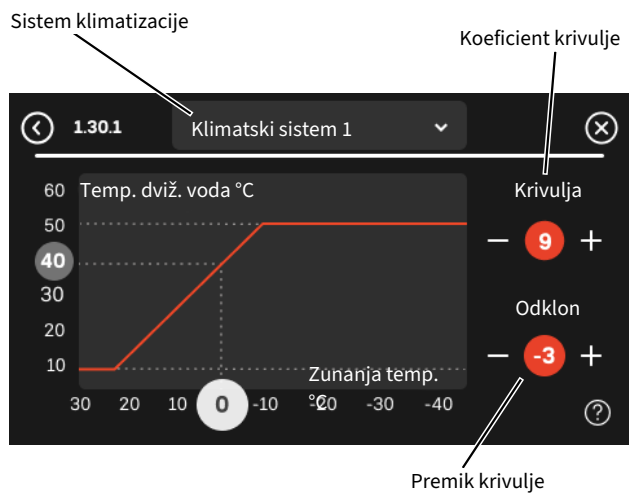 Sistem klimatizacije
Koeficient krivulje
1.30.1
Klimatski sistem 1
60
Temp. dviž. voda °C
50
40
30
20
10
Krivulja
9
Odklon
-3
Zunanja temp.
°C
30 20 10 0 -10 -20 -30 -40
?
Premik krivulje